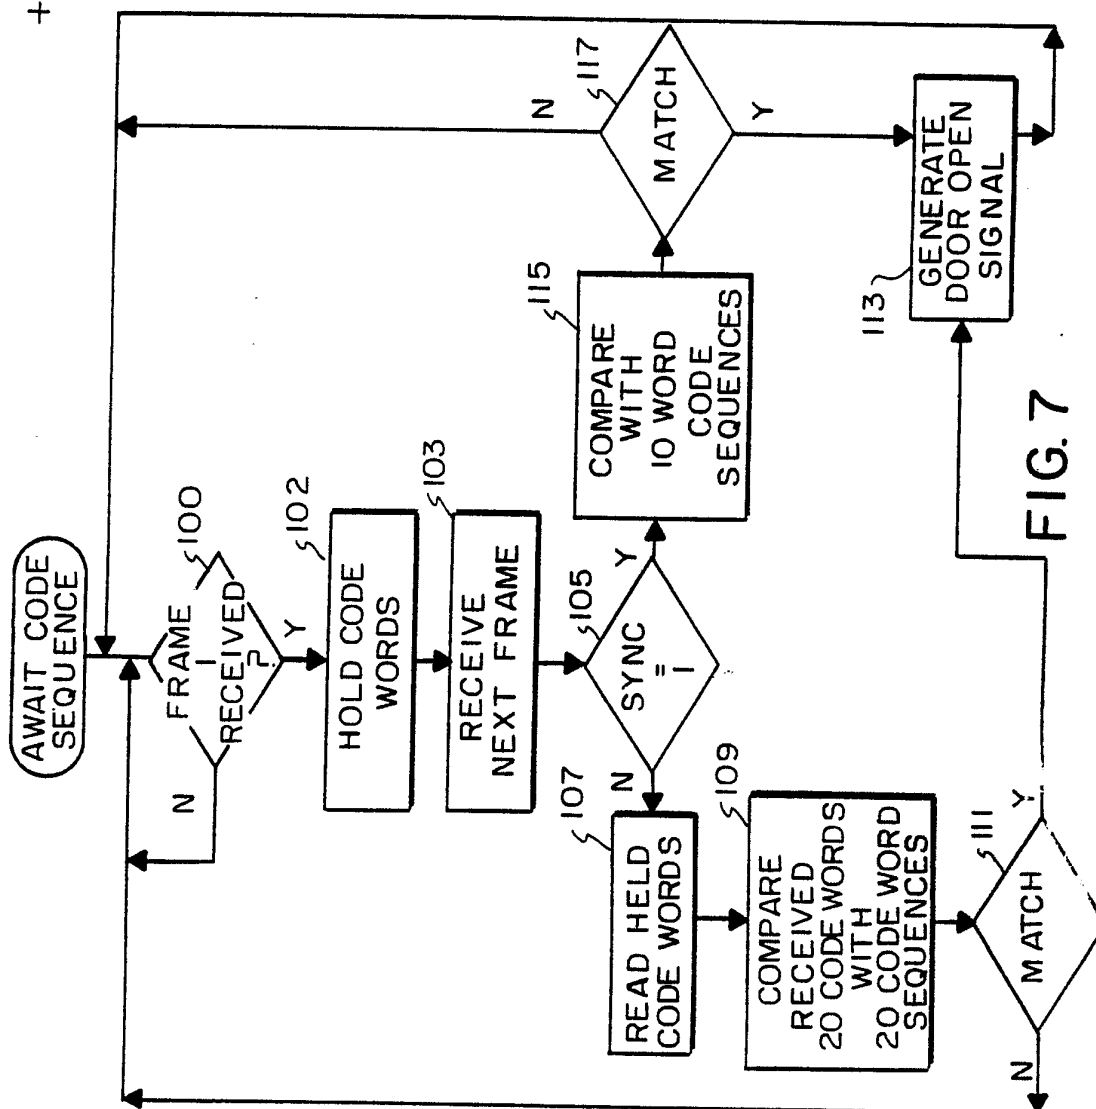 AWAIT CODE
SEQUENCE
FRAME
1
RECEIVED
?
100
N
Y
HOLD CODE
WORDS
102
RECEIVE
NEXT FRAME
103
SYNC
=
1
105
N
Y
READ HELD
CODE WORDS
107
COMPARE
RECEIVED
20 CODE WORDS
WITH
20 CODE WORD
SEQUENCES
109
MATCH
111
N
Y
COMPARE
WITH
10 WORD
CODE
SEQUENCES
115
MATCH
117
N
Y
GENERATE
DOOR OPEN
SIGNAL
113
FIG. 7